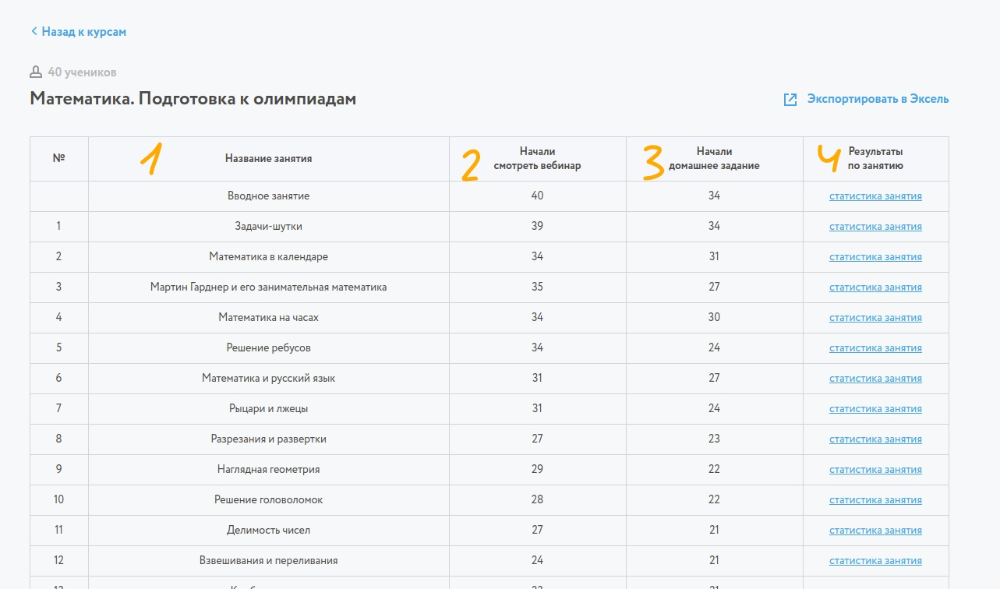 Назад к курсам
40 учеников
Математика. Подготовка к олимпиадам
Экспортировать в Эксель
№ 1 Название занятия 2 Начали смотреть вебинар 3 Начали домашнее задание 4 Результаты по занятию
Вводное занятие 40 34 статистика занятия
1 Задачи-шутки 39 34 статистика занятия
2 Математика в календаре 34 31 статистика занятия
3 Мартин Гарднер и его занимательная математика 35 27 статистика занятия
4 Математика на часах 34 30 статистика занятия
5 Решение ребусов 34 24 статистика занятия
6 Математика и русский язык 31 27 статистика занятия
7 Рыцари и лжецы 31 24 статистика занятия
8 Разрезания и развертки 27 23 статистика занятия
9 Наглядная геометрия 29 22 статистика занятия
10 Решение головоломок 28 22 статистика занятия
11 Делимость чисел 27 21 статистика занятия
12 Взвешивания и переливания 24 21 статистика занятия